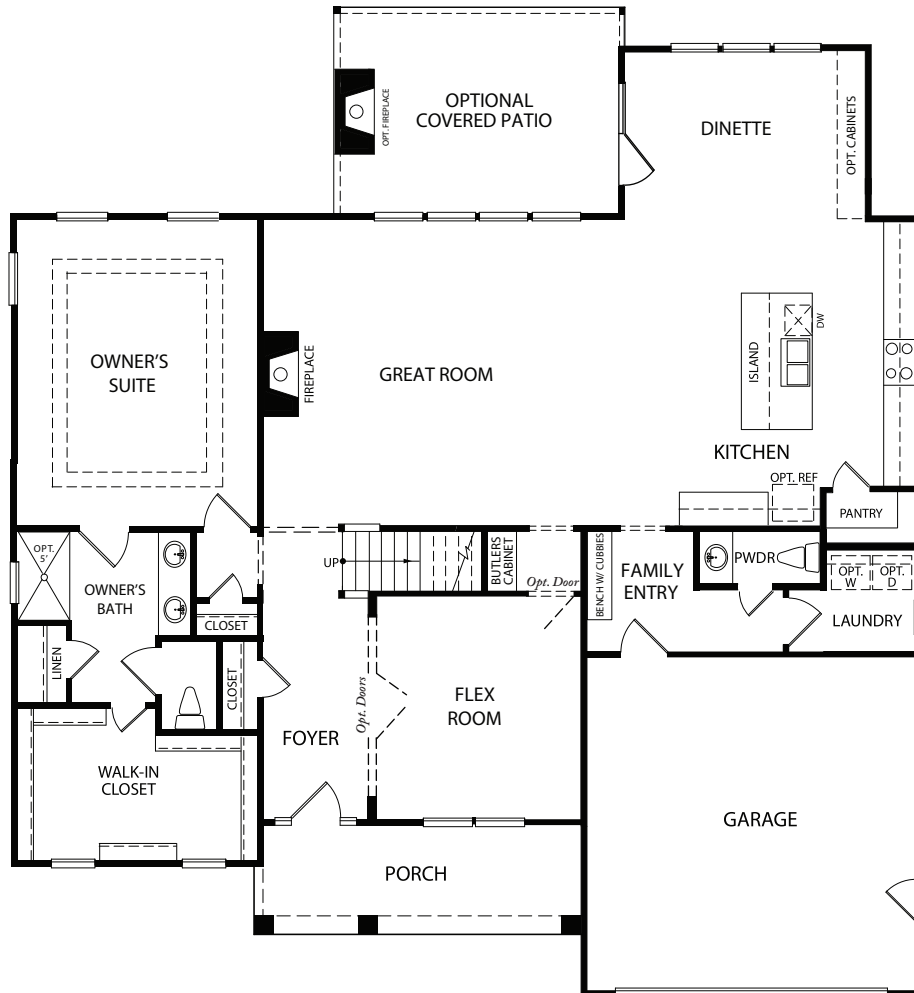 OPTIONAL
COVERED PATIO
OPT. FIREPLACE
DINETTE
OPT. CABINETS
OWNER'S
SUITE
FIREPLACE
GREAT ROOM
ISLAND
DW
KITCHEN
OPT. REF
PANTRY
OPT.
5'
OWNER'S
BATH
UP
BUTLERS
CABINET
Opt. Door
BENCH W/ CUBBIES
FAMILY
ENTRY
PWDR
OPT.
W
OPT.
D
LAUNDRY
CLOSET
LINEN
CLOSET
FOYER
Opt. Doors
FLEX
ROOM
WALK-IN
CLOSET
GARAGE
PORCH